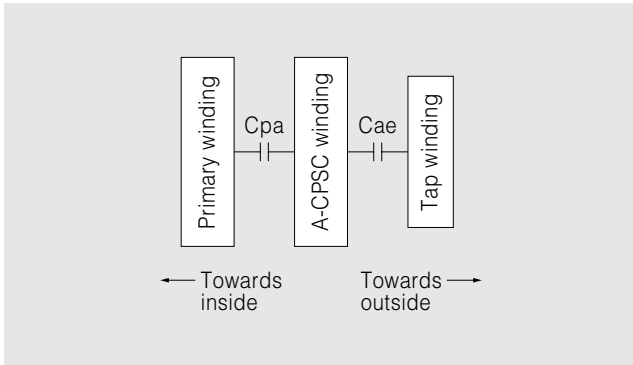 Primary winding
Cpa
A-CPSC winding
Cae
Tap winding
Towards
inside
Towards
outside